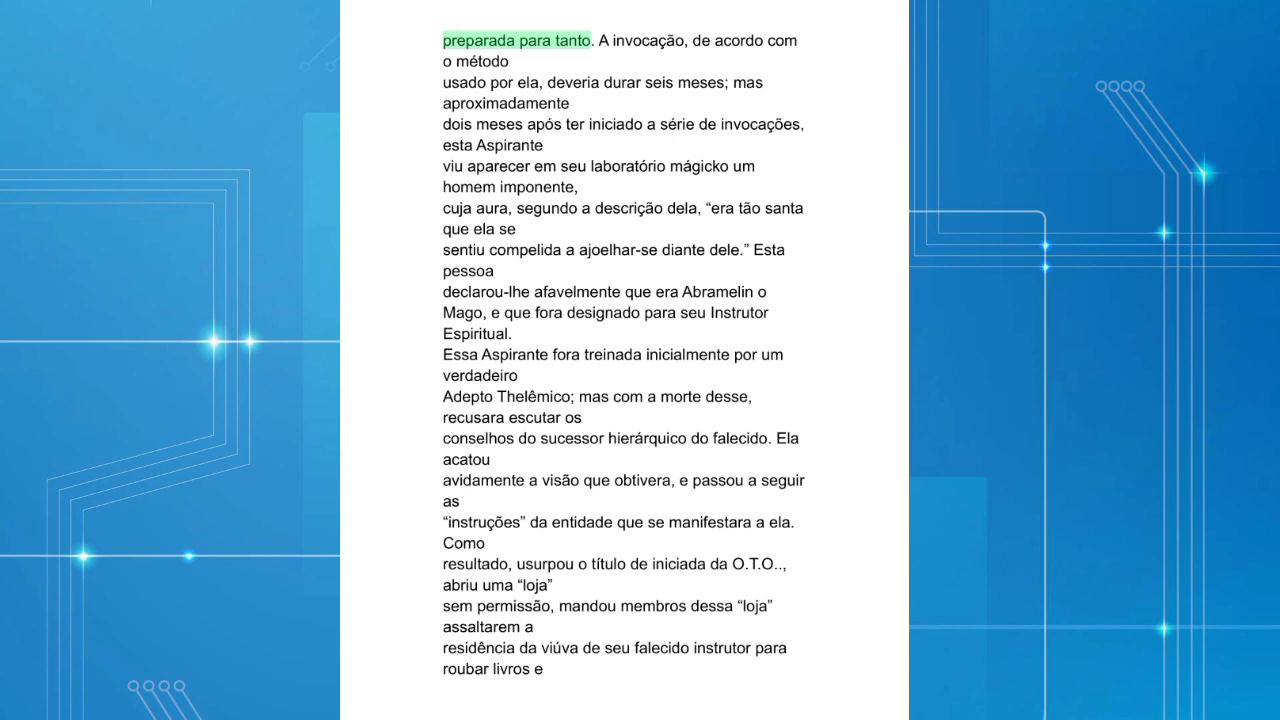 preparada para tanto. A invocação, de acordo com
o método
usado por ela, deveria durar seis meses; mas
aproximadamente
dois meses após ter iniciado a série de invocações,
esta Aspirante
viu aparecer em seu laboratório mágicko um
homem imponente,
cuja aura, segundo a descrição dela, “era tão santa
que ela se
sentiu compelida a ajoelhar-se diante dele.” Esta
pessoa
declarou-lhe afavelmente que era Abramelin o
Mago, e que fora designado para seu Instrutor
Espiritual.
Essa Aspirante fora treinada inicialmente por um
verdadeiro
Adepto Thelêmico; mas com a morte desse,
recusara escutar os
conselhos do sucessor hierárquico do falecido. Ela
acatou
avidamente a visão que obtivera, e passou a seguir
as
“instruções” da entidade que se manifestara a ela.
Como
resultado, usurpou o título de iniciada da O.T.O..,
abriu uma “loja”
sem permissão, mandou membros dessa “loja”
assaltarem a
residência da viúva de seu falecido instrutor para
roubar livros e